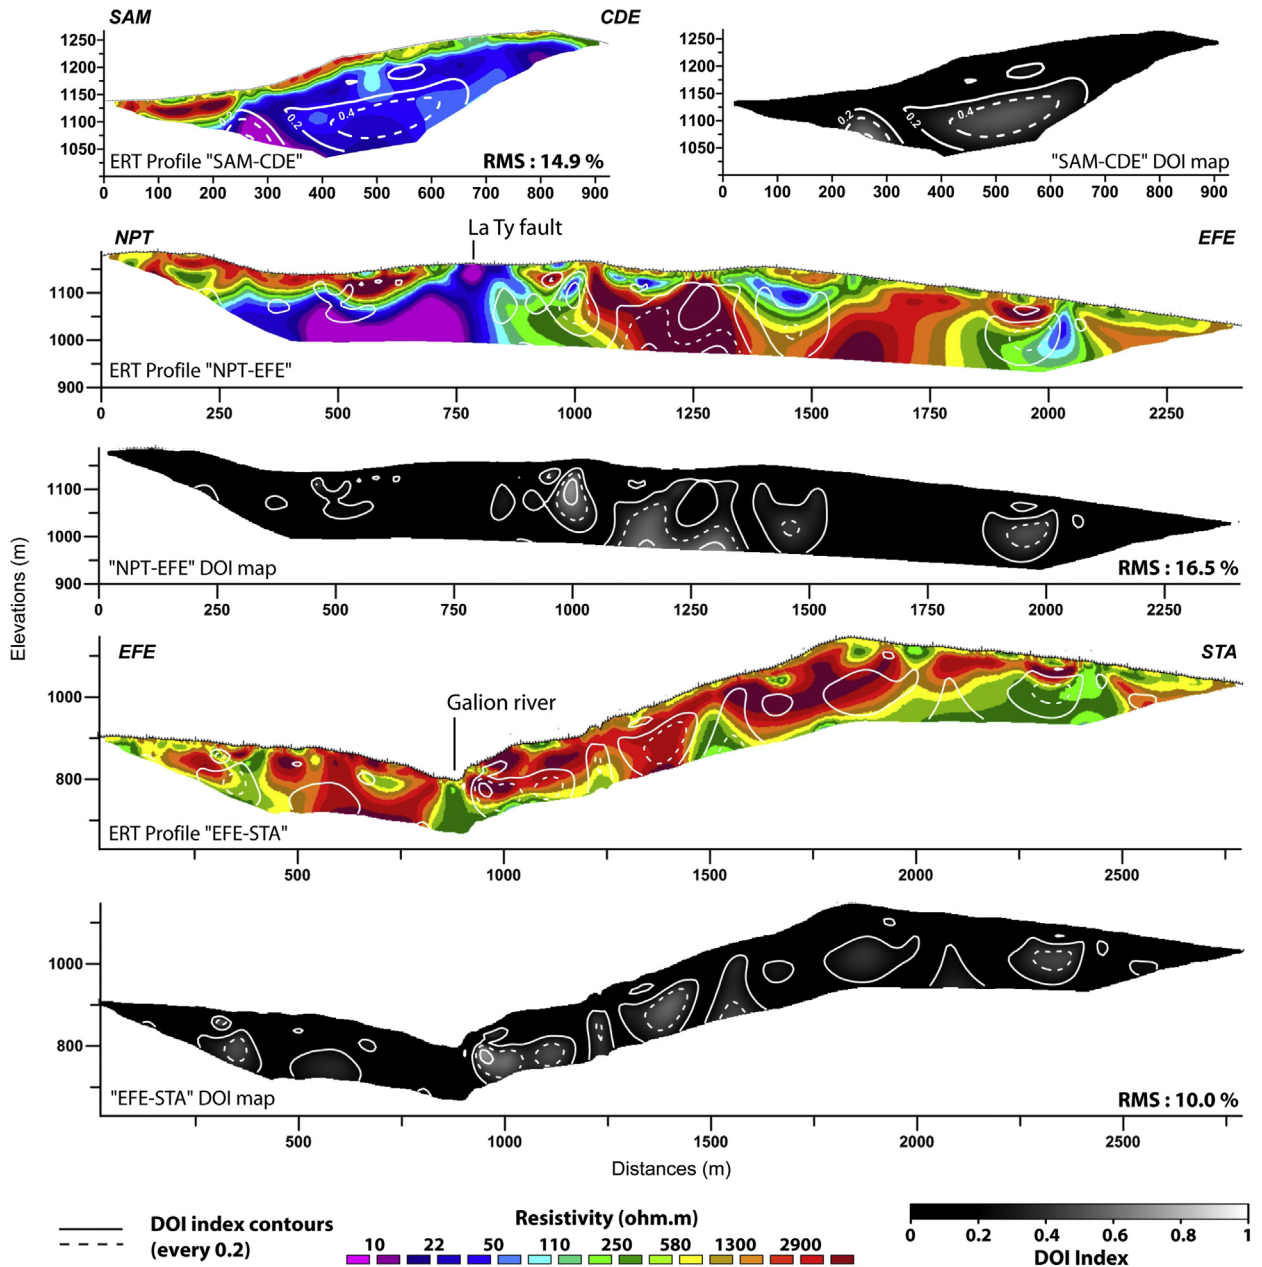 SAM CDE
1250
1200
1150
1100
1050
0.2 0.2 0.4
ERT Profile "SAM-CDE" RMS : 14.9 %
0 100 200 300 400 500 600 700 800 900
1250
1200
1150
1100
1050
0.2 0.2 0.4
"SAM-CDE" DOI map
0 100 200 300 400 500 600 700 800 900
La Ty fault
NPT EFE
1100
1000
900
ERT Profile "NPT-EFE"
0 250 500 750 1000 1250 1500 1750 2000 2250
1100
1000
900
"NPT-EFE" DOI map RMS : 16.5 %
0 250 500 750 1000 1250 1500 1750 2000 2250
Elevations (m)
EFE STA
Galion river
1000
800
ERT Profile "EFE-STA"
500 1000 1500 2000 2500
1000
800
"EFE-STA" DOI map RMS : 10.0 %
500 1000 1500 2000 2500
Distances (m)
DOI index contours
(every 0.2)
Resistivity (ohm.m)
10 22 50 110 250 580 1300 2900
0 0.2 0.4 0.6 0.8 1
DOI Index